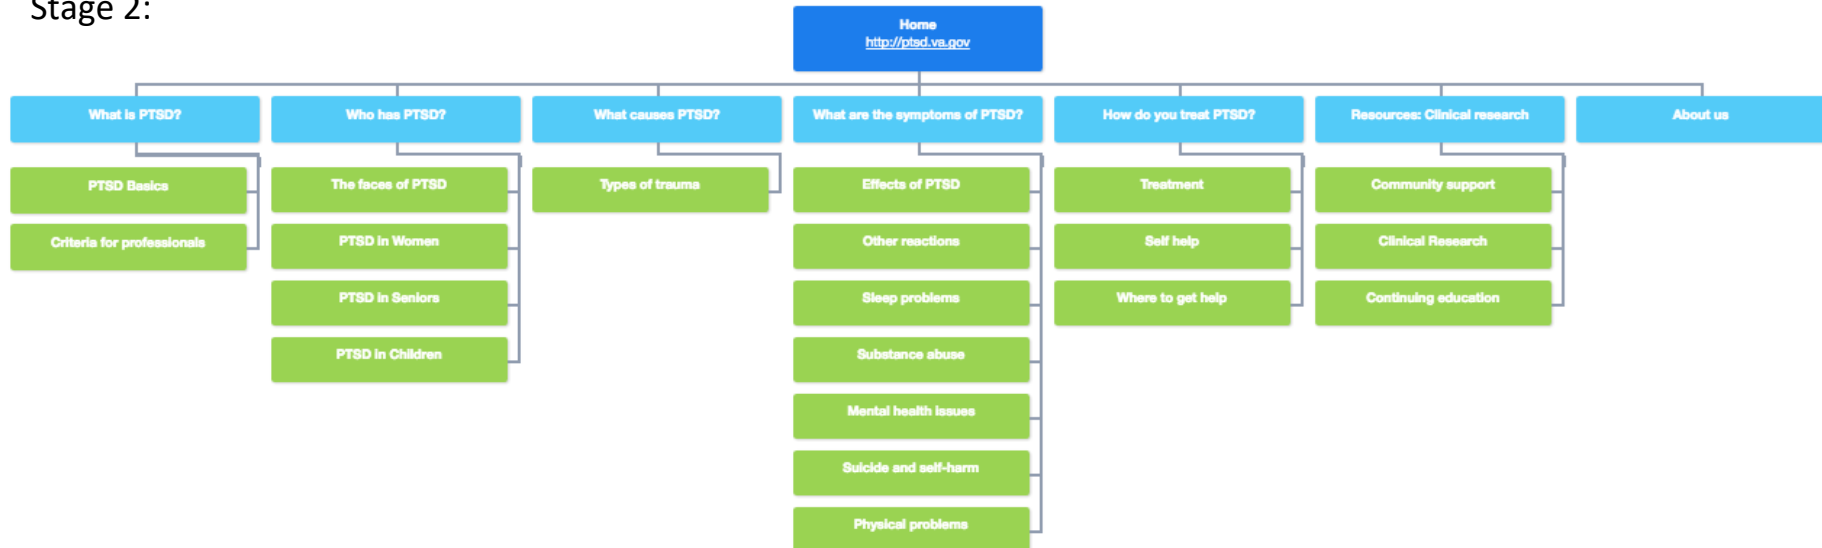 Stage 2:
Home
http://ptsd.va.gov
What is PTSD?
Who has PTSD?
What causes PTSD?
What are the symptoms of PTSD?
How do you treat PTSD?
Resources: Clinical research
About us
PTSD Basics
The faces of PTSD
Types of trauma
Effects of PTSD
Treatment
Community support
Criteria for professionals
PTSD in Women
Other reactions
Self help
Clinical Research
PTSD in Seniors
Sleep problems
Where to get help
Continuing education
PTSD in Children
Substance abuse
Mental health issues
Suicide and self-harm
Physical problems